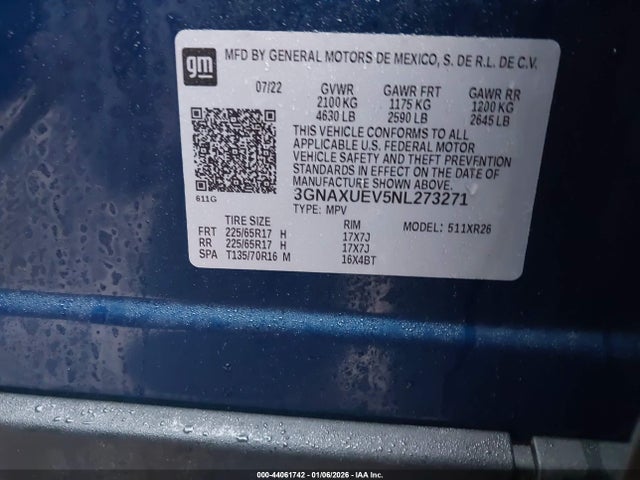 gm
MFD BY GENERAL MOTORS DE MEXICO, S. DE R.L. DE C.V.
07/22 GVWR GAWR FRT GAWR RR
2100 KG 1175 KG 1200 KG
4630 LB 2590 LB 2645 LB
THIS VEHICLE CONFORMS TO ALL
APPLICABLE U.S. FEDERAL MOTOR
VEHICLE SAFETY AND THEFT PREVENTION
STANDARDS IN EFFECT ON THE DATE OF
MANUFACTURE SHOWN ABOVE.
3GNAXUEV5NL273271
611G
TYPE: MPV MODEL: 511XR26
TIRE SIZE RIM
FRT 225/65R17 H 17X7J
RR 225/65R17 H 17X7J
SPA T135/70R16 M 16X4BT
000-44061742 - 01/06/2026 - IAA Inc.